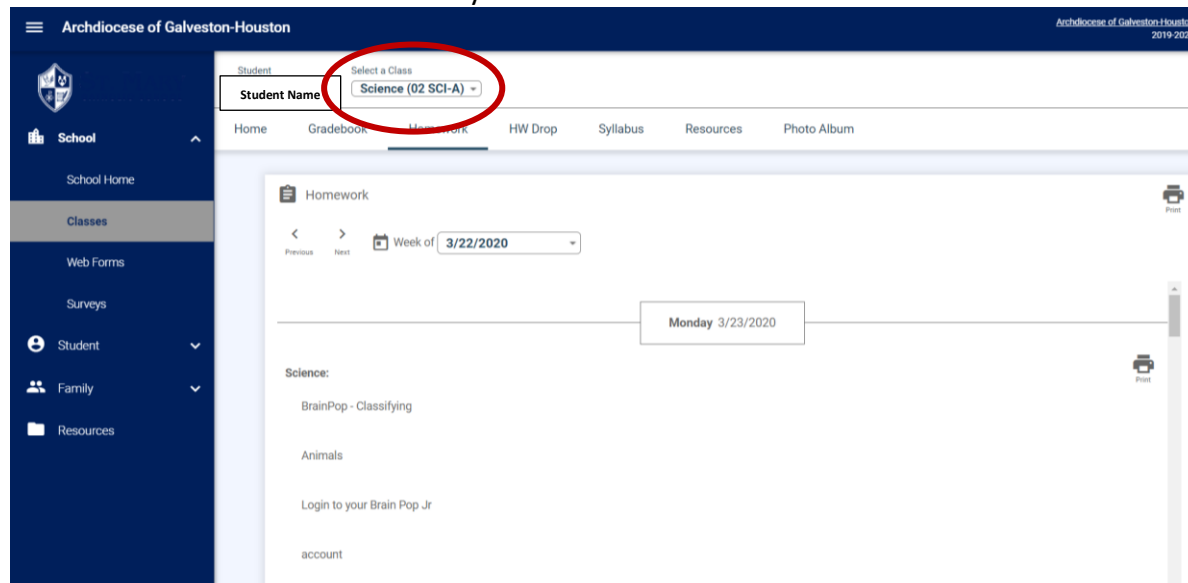 Archdiocese of Galveston-Houston
Archdiocese of Galveston-Houst
2019-202
Student
Select a Class
Student Name
Science (02 SCI-A)
School
Home Gradebook Homework HW Drop Syllabus Resources Photo Album
School Home
Classes
Web Forms
Surveys
Student
Family
Resources
Homework
Print
Previous
Next
Week of 3/22/2020
Monday 3/23/2020
Print
Science:
BrainPop - Classifying
Animals
Login to your Brain Pop Jr
account